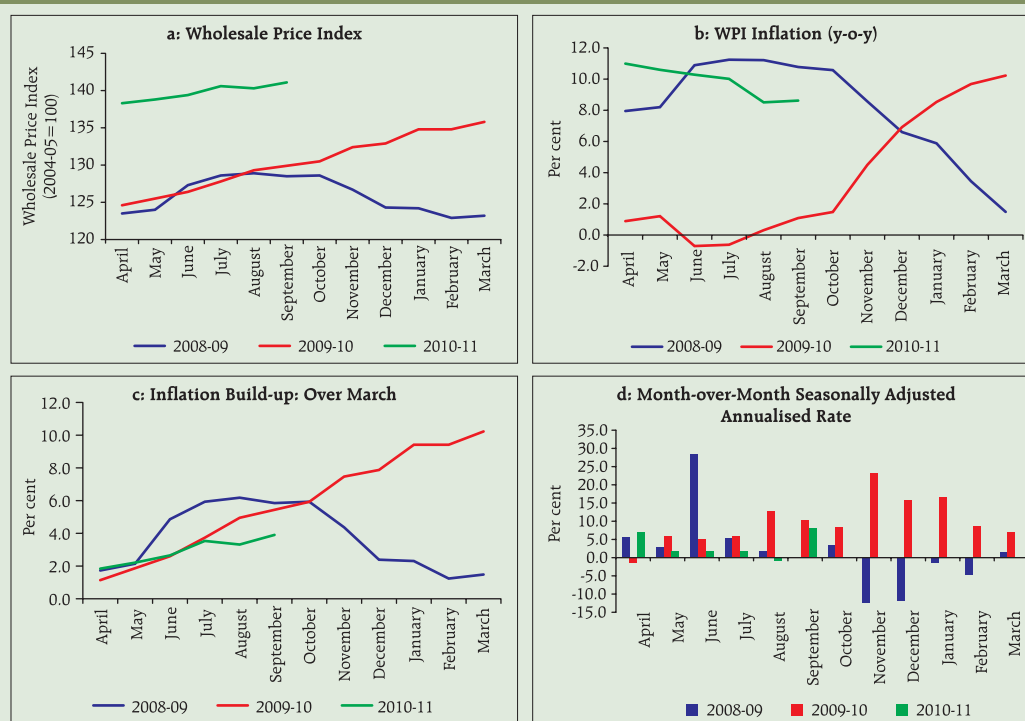 a: Wholesale Price Index
Wholesale Price Index
(2004-05=100)
145
140
135
130
125
120
April
May
June
July
August
September
October
November
December
January
February
March
2008-09 2009-10 2010-11
b: WPI Inflation (y-o-y)
Per cent
12.0
10.0
8.0
6.0
4.0
2.0
0.0
-2.0
April
May
June
July
August
September
October
November
December
January
February
March
2008-09 2009-10 2010-11
c: Inflation Build-up: Over March
Per cent
12.0
10.0
8.0
6.0
4.0
2.0
0.0
April
May
June
July
August
September
October
November
December
January
February
March
2008-09 2009-10 2010-11
d: Month-over-Month Seasonally Adjusted
Annualised Rate
Per cent
35.0
30.0
25.0
20.0
15.0
10.0
5.0
0.0
-5.0
-10.0
-15.0
April
May
June
July
August
September
October
November
December
January
February
March
2008-09 2009-10 2010-11